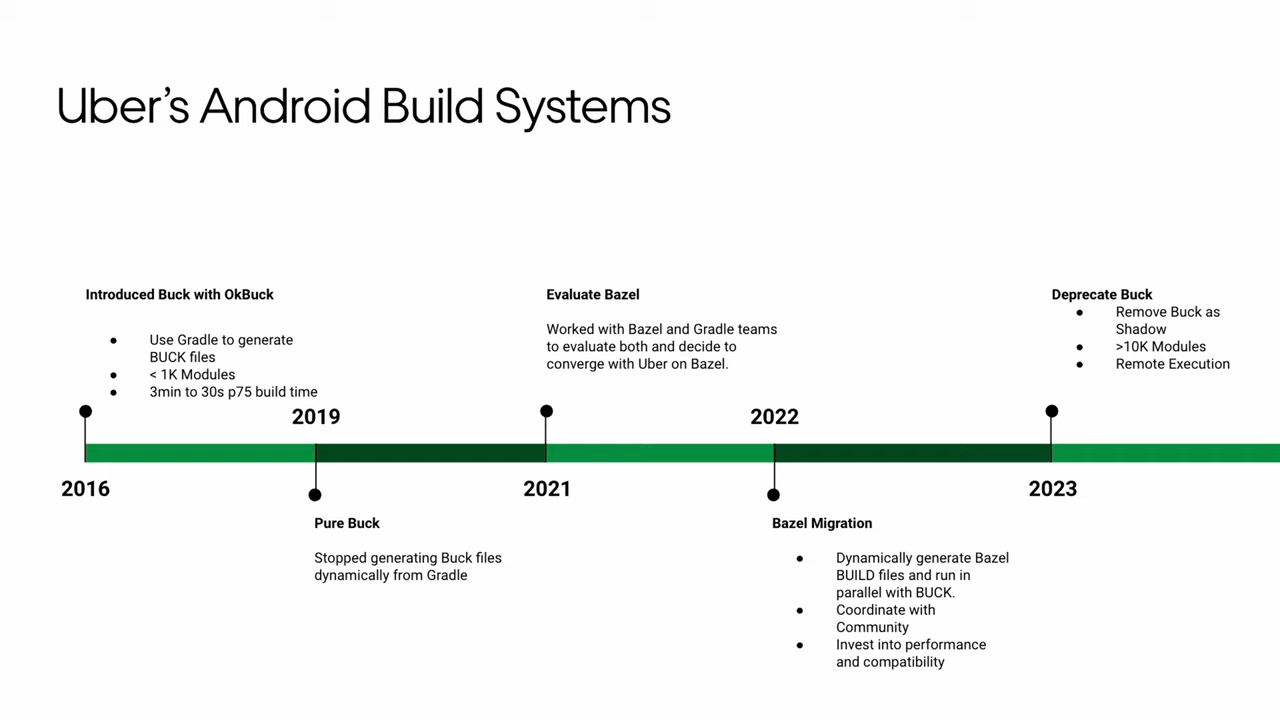 Uber’s Android Build Systems
Introduced Buck with OkBuck
● Use Gradle to generate
BUCK files
● < 1K Modules
● 3min to 30s p75 build time
2016
2019
Pure Buck
Stopped generating Buck files
dynamically from Gradle
Evaluate Bazel
Worked with Bazel and Gradle teams
to evaluate both and decide to
converge with Uber on Bazel.
2021
2022
Bazel Migration
● Dynamically generate Bazel
BUILD files and run in
parallel with BUCK.
● Coordinate with
Community
● Invest into performance
and compatibility
Deprecate Buck
● Remove Buck as
Shadow
● >10K Modules
● Remote Execution
2023